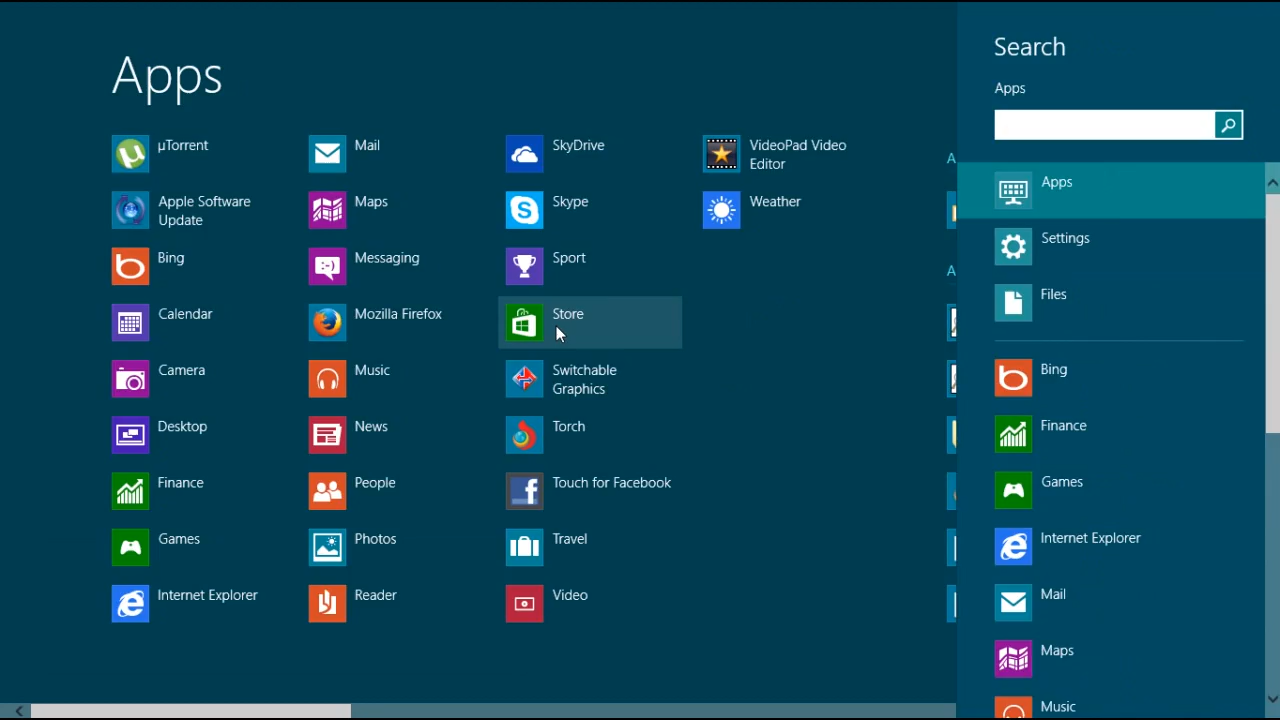 Apps
µTorrent
Apple Software
Update
Bing
Calendar
Camera
Desktop
Finance
Games
Internet Explorer
Mail
Maps
Messaging
Mozilla Firefox
Music
News
People
Photos
Reader
SkyDrive
Skype
Sport
Store
Switchable
Graphics
Torch
Touch for Facebook
Travel
Video
VideoPad Video
Editor
Weather
A
A
Search
Apps
Apps
Settings
Files
Bing
Finance
Games
Internet Explorer
Mail
Maps
Music